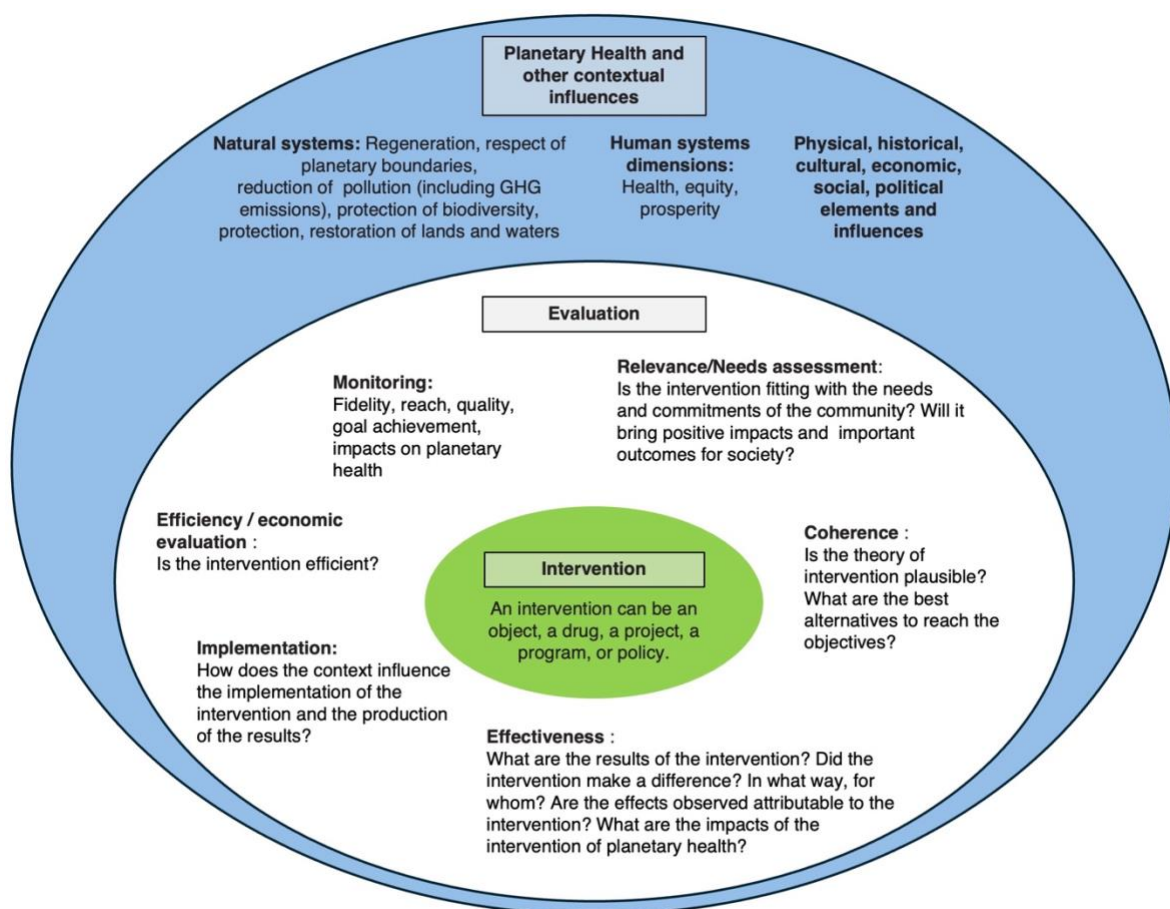 Planetary Health and
other contextual
influences
Natural systems: Regeneration, respect of
planetary boundaries,
reduction of pollution (including GHG
emissions), protection of biodiversity,
protection, restoration of lands and waters
Human systems
dimensions:
Health, equity,
prosperity
Physical, historical,
cultural, economic,
social, political
elements and
influences
Evaluation
Monitoring:
Fidelity, reach, quality,
goal achievement,
impacts on planetary
health
Relevance/Needs assessment:
Is the intervention fitting with the needs
and commitments of the community? Will it
bring positive impacts and important
outcomes for society?
Efficiency / economic
evaluation :
Is the intervention efficient?
Intervention
An intervention can be an
object, a drug, a project, a
program, or policy.
Coherence :
Is the theory of
intervention plausible?
What are the best
alternatives to reach the
objectives?
Implementation:
How does the context influence
the implementation of the
intervention and the production
of the results?
Effectiveness :
What are the results of the intervention? Did the
intervention make a difference? In what way, for
whom? Are the effects observed attributable to the
intervention? What are the impacts of the
intervention of planetary health?